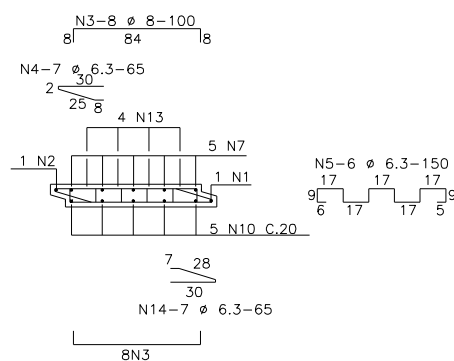 N3-8 ø 8-100
8 84 8
N4-7 ø 6.3-65
30
2
25 8
4 N13
5 N7
1 N2
1 N1
N5-6 ø 6.3-150
17 17 17
9 9
6 17 17 5
5 N10 C.20
7 28
30
N14-7 ø 6.3-65
8N3